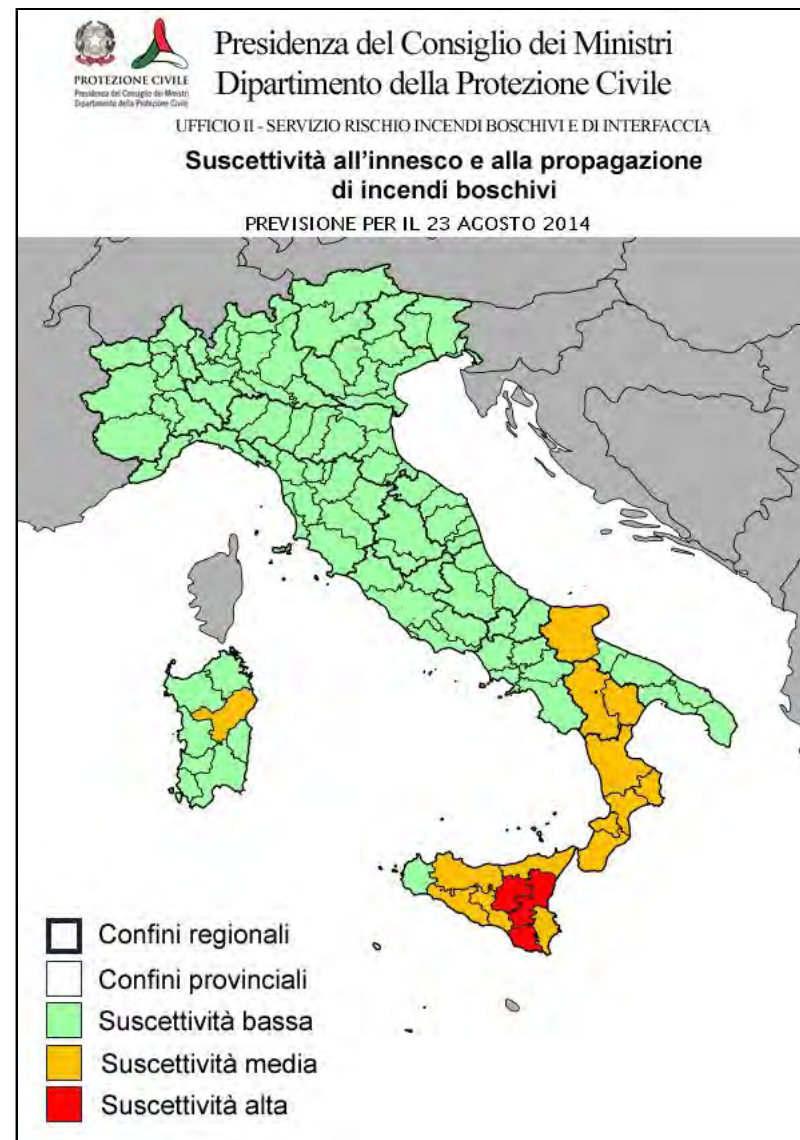 Presidenza del Consiglio dei Ministri
Dipartimento della Protezione Civile
PROTEZIONE CIVILE
Presidenza del Consiglio dei Ministri
Dipartimento della Protezione Civile
UFFICIO II - SERVIZIO RISCHIO INCENDI BOSCHIVI E DI INTERFACCIA
Suscettività all'innesco e alla propagazione
di incendi boschivi
PREVISIONE PER IL 23 AGOSTO 2014
Confini regionali
Confini provinciali
Suscettività bassa
Suscettività media
Suscettività alta